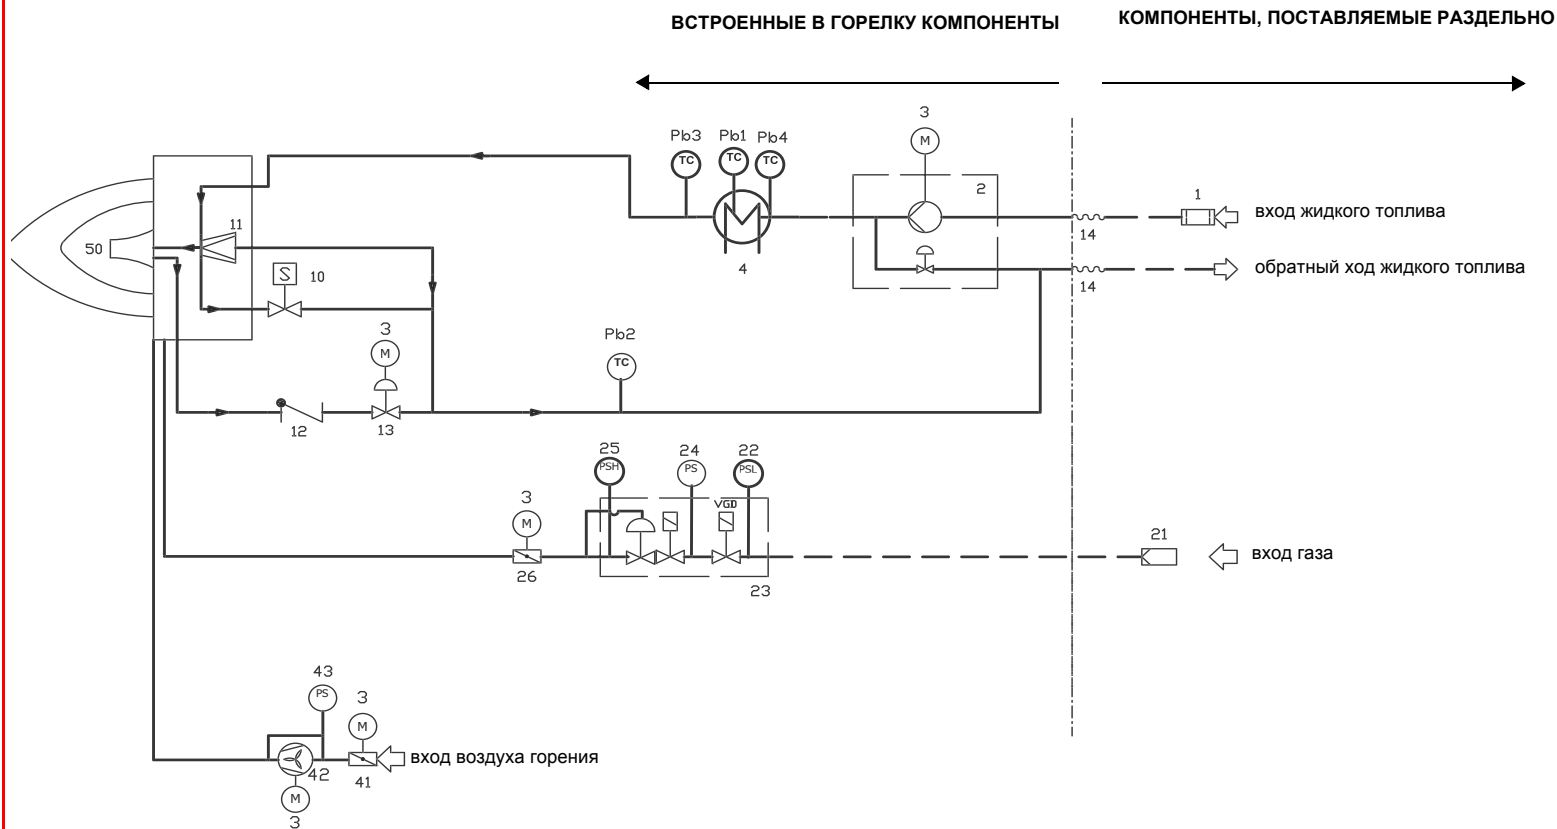 ВСТРОЕННЫЕ В ГОРЕЛКУ КОМПОНЕНТЫ
КОМПОНЕНТЫ, ПОСТАВЛЯЕМЫЕ РАЗДЕЛЬНО
3
M
Pb3
Pb1
Pb4
TC
TC
TC
2
1
вход жидкого топлива
14
4
11
50
S
10
обратный ход жидкого топлива
14
3
M
Pb2
TC
12
13
25
24
22
PSH
PS
PSL
VGD
3
M
26
23
21
вход газа
43
PS
3
M
вход воздуха горения
42
41
M
3